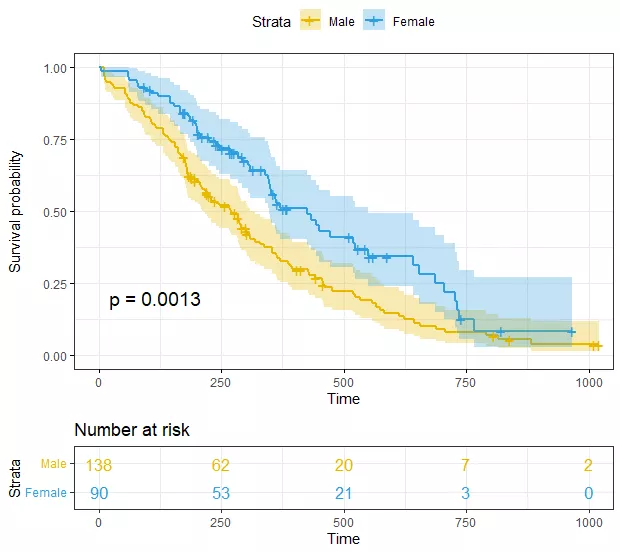 Strata Male Female
Survival probability
1.00
0.75
0.50
0.25
0.00
p = 0.0013
0 250 500 750 1000
Time
Number at risk
Strata
Male 138 62 20 7 2
Female 90 53 21 3 0
0 250 500 750 1000
Time